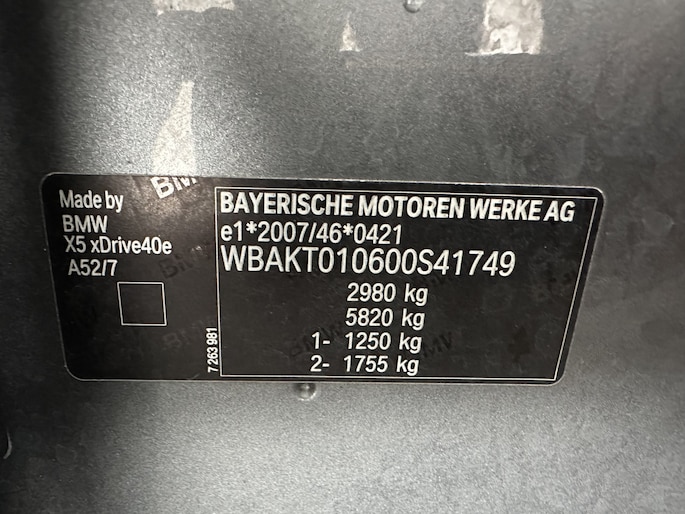 Made by
BMW
X5 xDrive40e
A52/7
7 263 981
BAYERISCHE MOTOREN WERKE AG
e1*2007/46*0421
WBAKT010600S41749
2980 kg
5820 kg
1- 1250 kg
2- 1755 kg